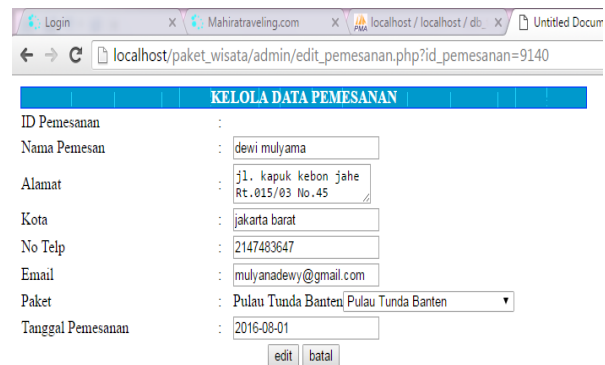 Login
Mahiratraveling.com
localhost / localhost / db_
Untitled Docum
localhost/paket_wisata/admin/edit_pemesanan.php?id_pemesanan=9140
KELOLA DATA PEMESANAN
ID Pemesanan :
Nama Pemesan : dewi mulyama
Alamat : jl. kapuk kebon jahe
Rt.015/03 No.45
Kota : jakarta barat
No Telp : 2147483647
Email : mulyanadewy@gmail.com
Paket : Pulau Tunda Banten Pulau Tunda Banten
Tanggal Pemesanan : 2016-08-01
edit batal